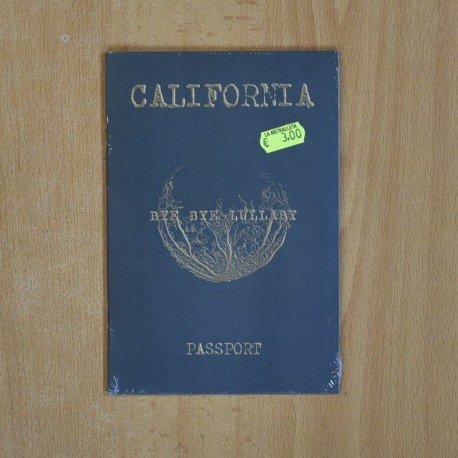 CALIFORNIA
LA METRALLETA
€ 3,00
BYE BYE LULLABY
PASSPORT